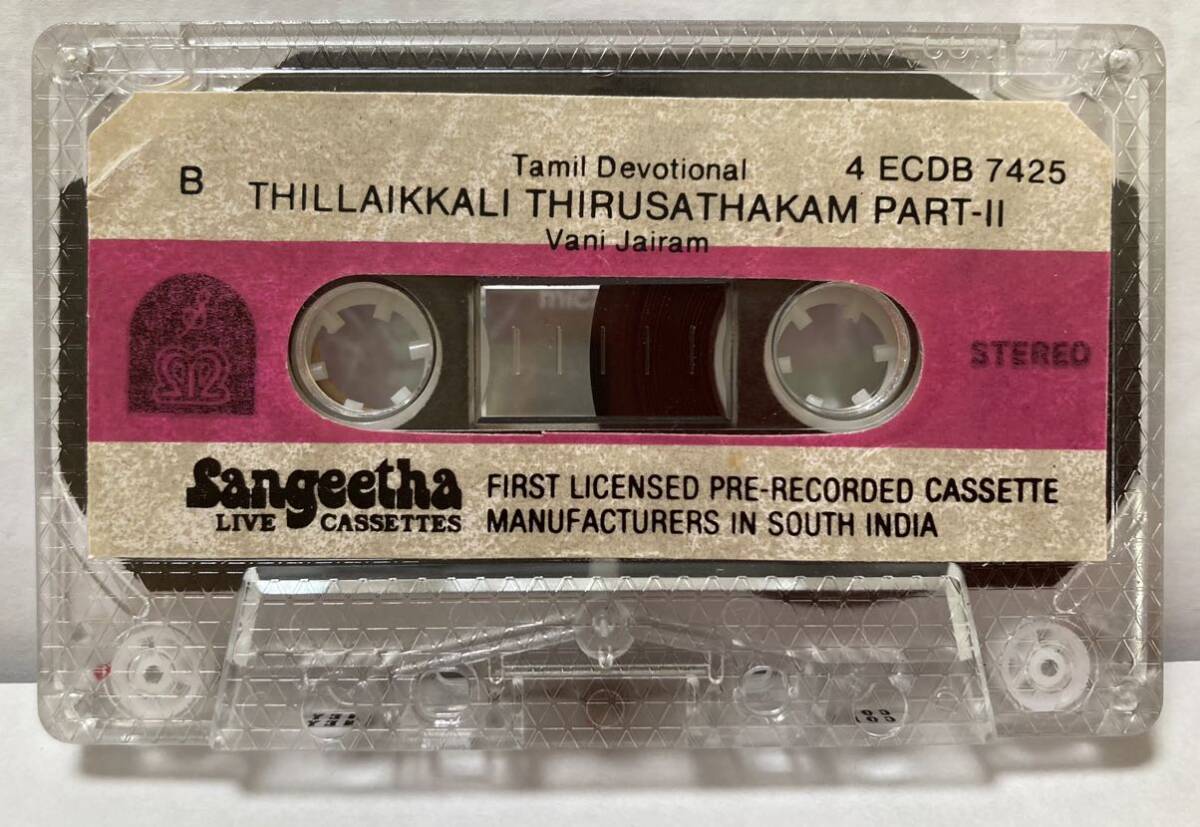 Tamil Devotional
4 ECDB 7425
B
THILLAIKKALI THIRUSATHAKAM PART-II
Vani Jairam
STEREO
Sangeetha
LIVE CASSETTES
FIRST LICENSED PRE-RECORDED CASSETTE
MANUFACTURERS IN SOUTH INDIA